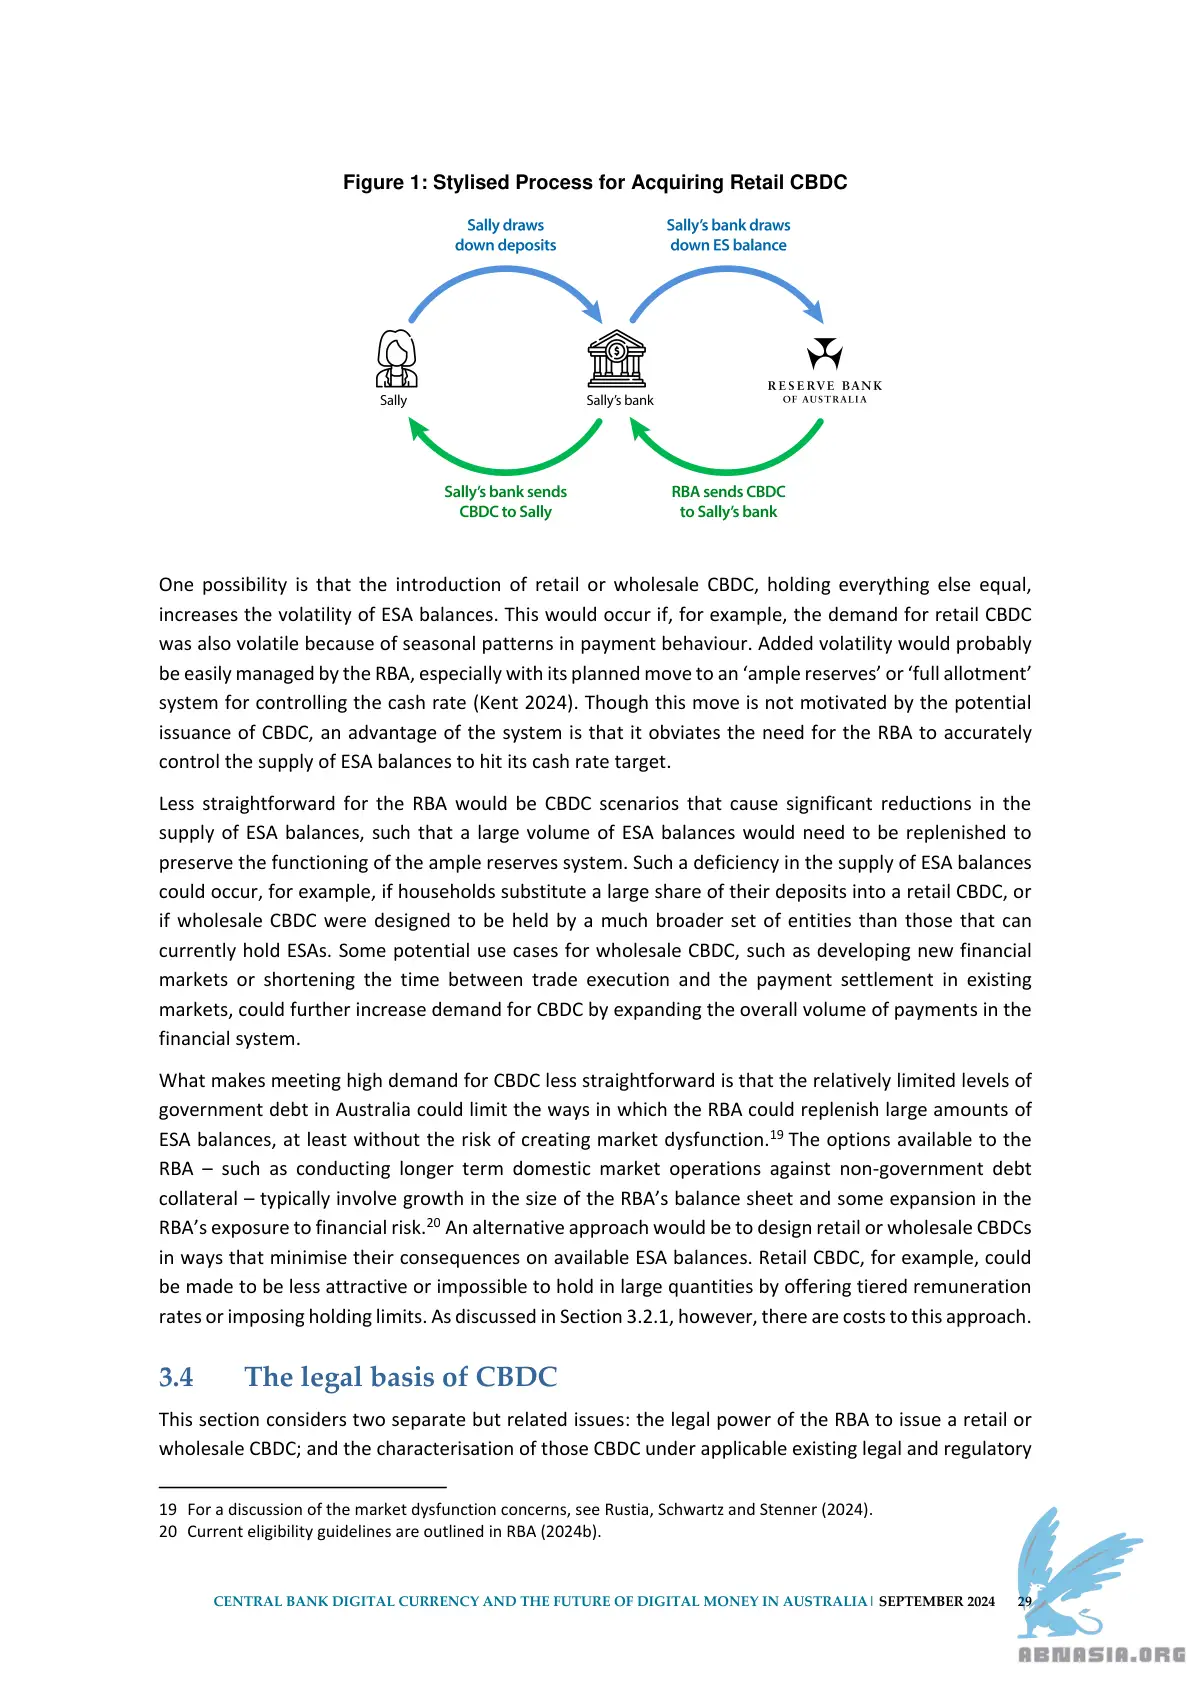 Figure 1: Stylised Process for Acquiring Retail CBDC
Sally draws
down deposits
Sally’s bank draws
down ES balance
Sally
Sally’s bank
RESERVE BANK
OF AUSTRALIA
Sally’s bank sends
CBDC to Sally
RBA sends CBDC
to Sally’s bank
One possibility is that the introduction of retail or wholesale CBDC, holding everything else equal,
increases the volatility of ESA balances. This would occur if, for example, the demand for retail CBDC
was also volatile because of seasonal patterns in payment behaviour. Added volatility would probably
be easily managed by the RBA, especially with its planned move to an ‘ample reserves’ or ‘full allotment’
system for controlling the cash rate (Kent 2024). Though this move is not motivated by the potential
issuance of CBDC, an advantage of the system is that it obviates the need for the RBA to accurately
control the supply of ESA balances to hit its cash rate target.
Less straightforward for the RBA would be CBDC scenarios that cause significant reductions in the
supply of ESA balances, such that a large volume of ESA balances would need to be replenished to
preserve the functioning of the ample reserves system. Such a deficiency in the supply of ESA balances
could occur, for example, if households substitute a large share of their deposits into a retail CBDC, or
if wholesale CBDC were designed to be held by a much broader set of entities than those that can
currently hold ESAs. Some potential use cases for wholesale CBDC, such as developing new financial
markets or shortening the time between trade execution and the payment settlement in existing
markets, could further increase demand for CBDC by expanding the overall volume of payments in the
financial system.
What makes meeting high demand for CBDC less straightforward is that the relatively limited levels of
government debt in Australia could limit the ways in which the RBA could replenish large amounts of
ESA balances, at least without the risk of creating market dysfunction.19 The options available to the
RBA – such as conducting longer term domestic market operations against non-government debt
collateral – typically involve growth in the size of the RBA’s balance sheet and some expansion in the
RBA’s exposure to financial risk.20 An alternative approach would be to design retail or wholesale CBDCs
in ways that minimise their consequences on available ESA balances. Retail CBDC, for example, could
be made to be less attractive or impossible to hold in large quantities by offering tiered remuneration
rates or imposing holding limits. As discussed in Section 3.2.1, however, there are costs to this approach.
3.4 The legal basis of CBDC
This section considers two separate but related issues: the legal power of the RBA to issue a retail or
wholesale CBDC; and the characterisation of those CBDC under applicable existing legal and regulatory
19 For a discussion of the market dysfunction concerns, see Rustia, Schwartz and Stenner (2024).
20 Current eligibility guidelines are outlined in RBA (2024b).
CENTRAL BANK DIGITAL CURRENCY AND THE FUTURE OF DIGITAL MONEY IN AUSTRALIA| SEPTEMBER 2024 29
ABNASIA.ORG